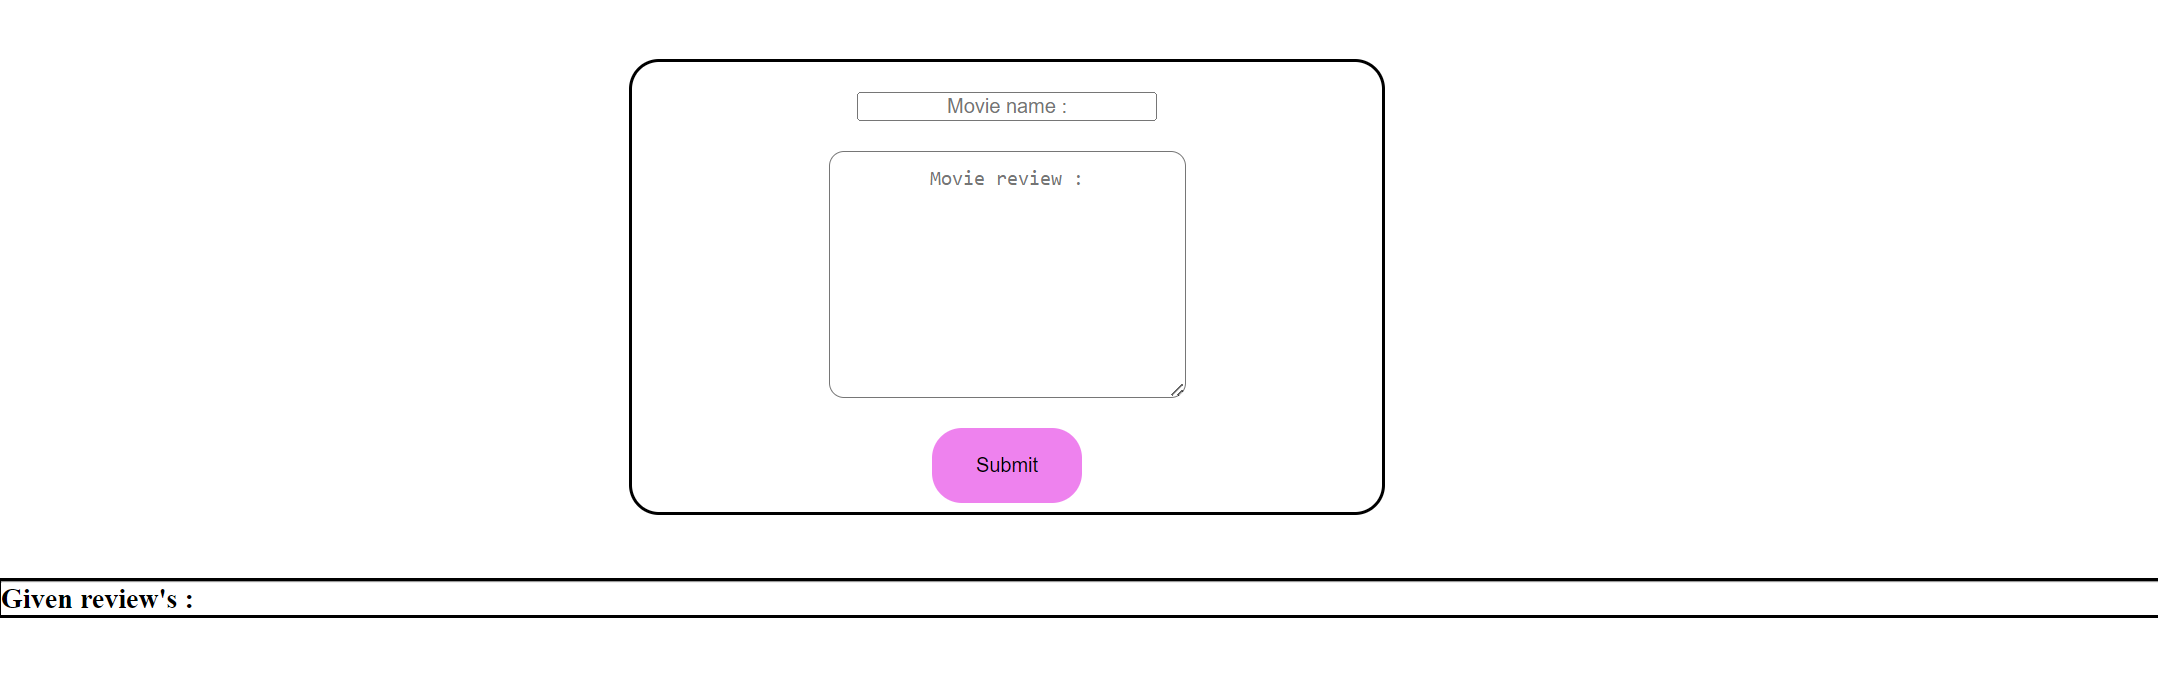 Movie name :
Movie review :
Submit
Given review's :